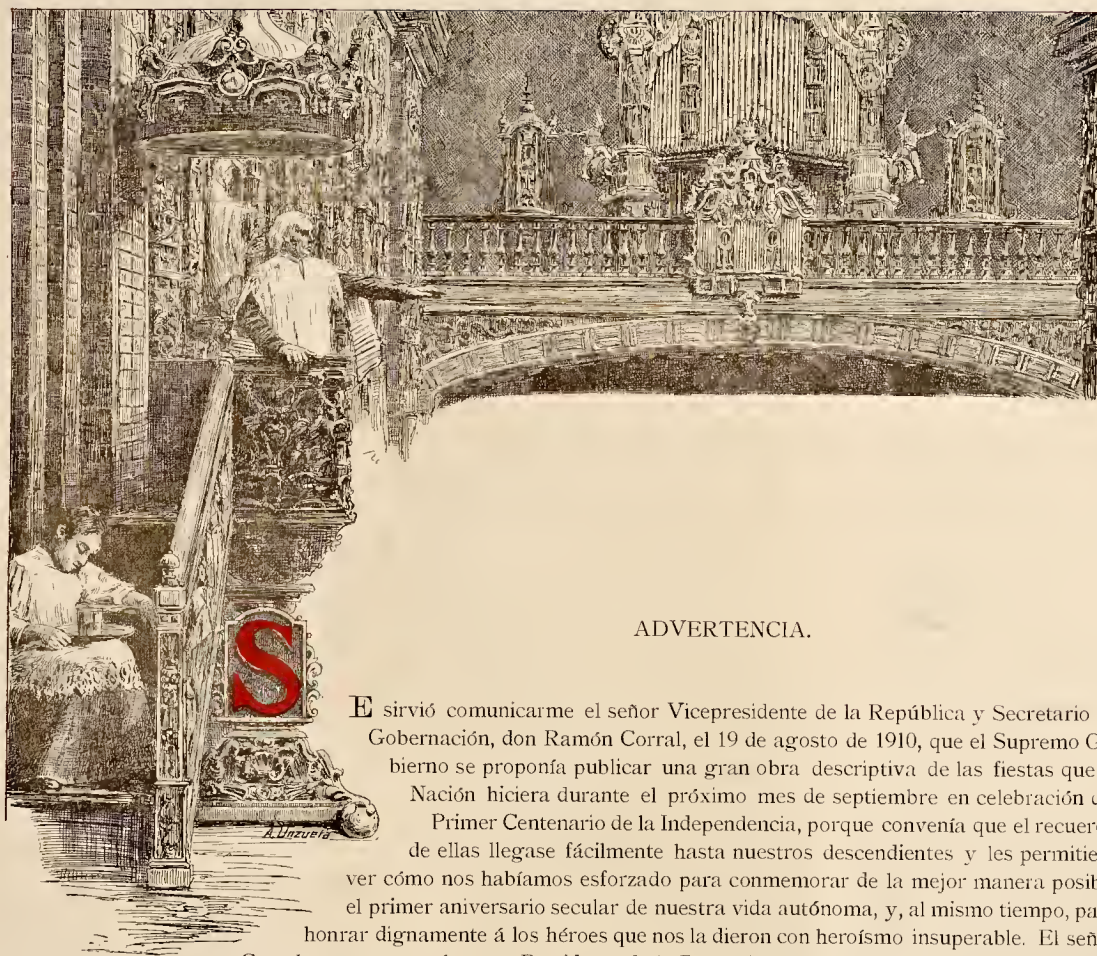 ADVERTENCIA.
SE sirvió comunicarme el señor Vicepresidente de la República y Secretario
Gobernación, don Ramón Corral, el 19 de agosto de 1910, que el Supremo G
bierno se proponía publicar una gran obra descriptiva de las fiestas que
Nación hiciera durante el próximo mes de septiembre en celebración
Primer Centenario de la Independencia, porque convenía que el recuer
de ellas llegase fácilmente hasta nuestros descendientes y les permitie
ver cómo nos habíamos esforzado para conmemorar de la mejor manera posib
el primer aniversario secular de nuestra vida autónoma, y, al mismo tiempo, pa
honrar dignamente á los héroes que nos la dieron con heroísmo insuperable. El señ
A. Unzueta